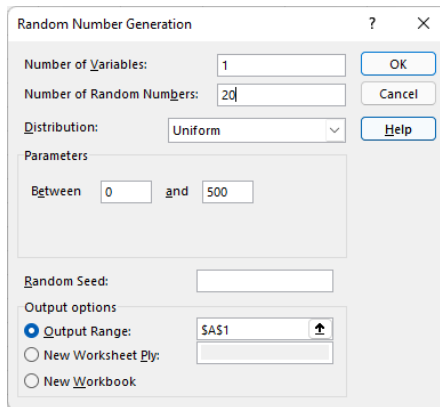 Random Number Generation ? ×
Number of Variables: 1 OK
Number of Random Numbers: 20 Cancel
Distribution: Uniform Help
Parameters
Between 0 and 500
Random Seed:
Output options
Output Range: $A$1
New Worksheet Ply:
New Workbook